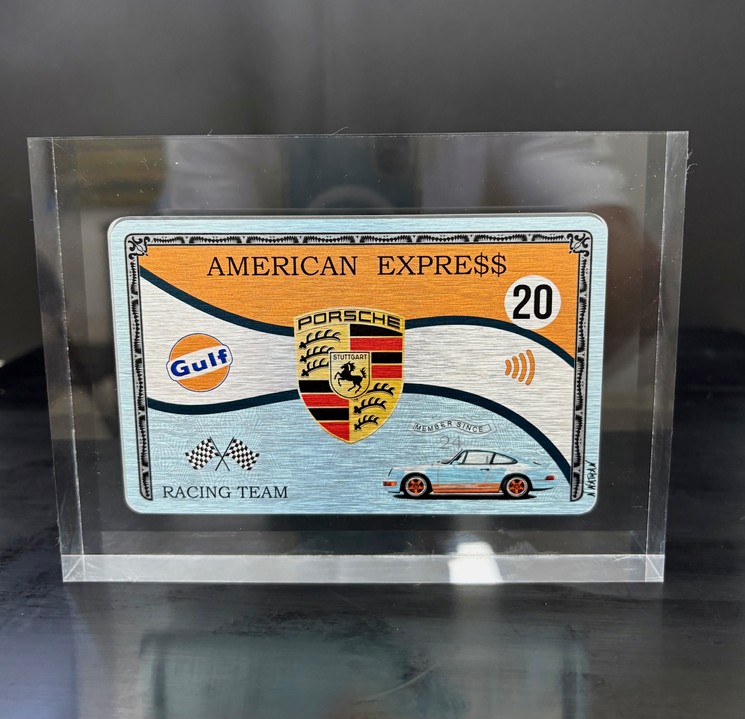 AMERICAN EXPRE$$
20
PORSCHE
STUTTGART
Gulf
MEMBER SINCE
24
RACING TEAM